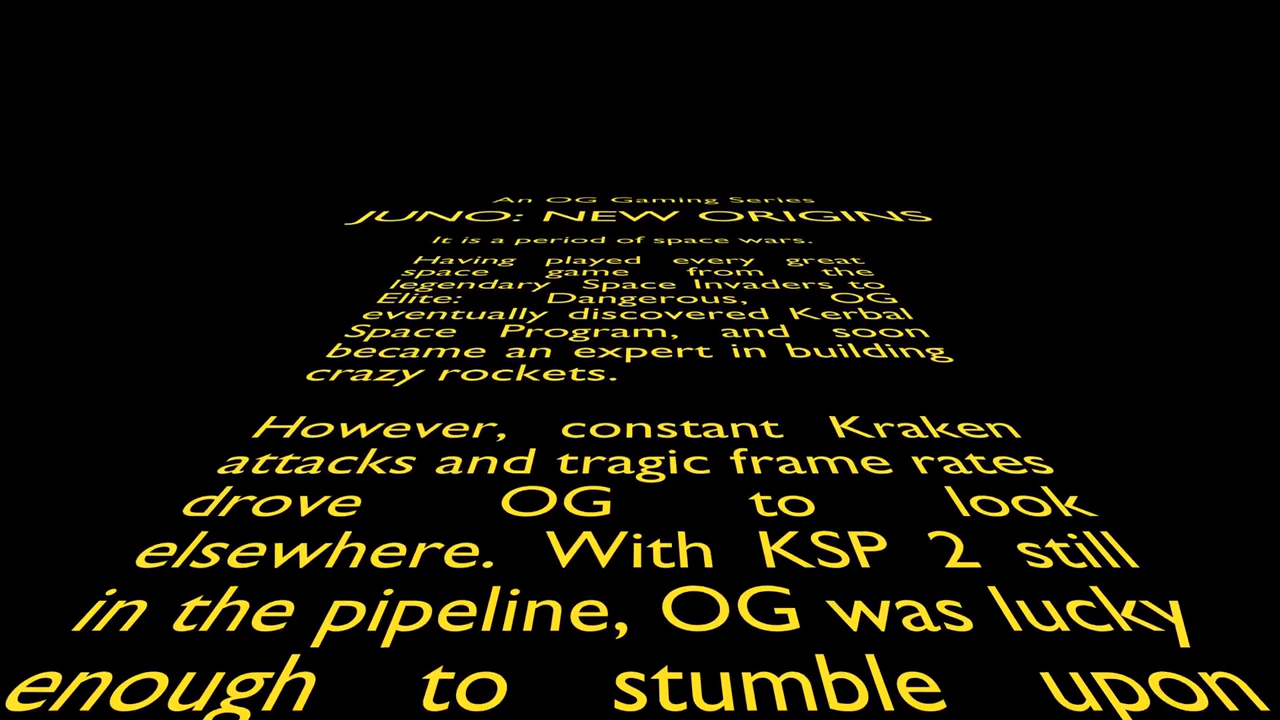 An OG Gaming Series
JUNO: NEW ORIGINS
It is a period of space wars.
Having played every great
space game from the
legendary Space Invaders to
Elite: Dangerous, OG
eventually discovered Kerbal
Space Program, and soon
became an expert in building
crazy rockets.
However, constant Kraken
attacks and tragic frame rates
drove OG to look
elsewhere. With KSP 2 still
in the pipeline, OG was lucky
enough to stumble upon